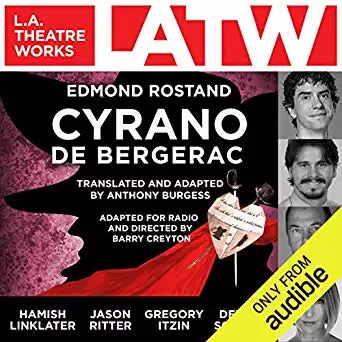 L.A.
THEATRE
WORKS
LATW
EDMOND ROSTAND
CYRANO
DE BERGERAC
TRANSLATED AND ADAPTED
BY ANTHONY BURGESS
ADAPTED FOR RADIO
AND DIRECTED BY
BARRY CREYTON
HAMISH JASON GREGORY DE
LINKLATER RITTER ITZIN
ONLY FROM
audible